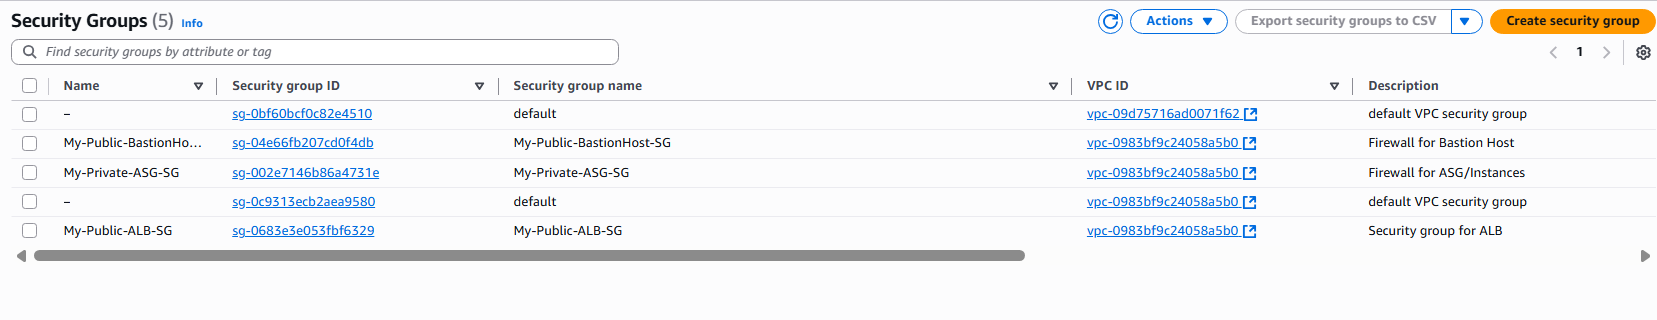 Security Groups (5) Info
Actions
Export security groups to CSV
Create security group
Find security groups by attribute or tag
1
Name Security group ID Security group name VPC ID Description
– sg-0bf60bcf0c82e4510 default vpc-09d75716ad0071f62 default VPC security group
My-Public-BastionHo... sg-04e66fb207cd0f4db My-Public-BastionHost-SG vpc-0983bf9c24058a5b0 Firewall for Bastion Host
My-Private-ASG-SG sg-002e7146b86a4731e My-Private-ASG-SG vpc-0983bf9c24058a5b0 Firewall for ASG/Instances
– sg-0c9313ecb2aea9580 default vpc-0983bf9c24058a5b0 default VPC security group
My-Public-ALB-SG sg-0683e3e053fbf6329 My-Public-ALB-SG vpc-0983bf9c24058a5b0 Security group for ALB